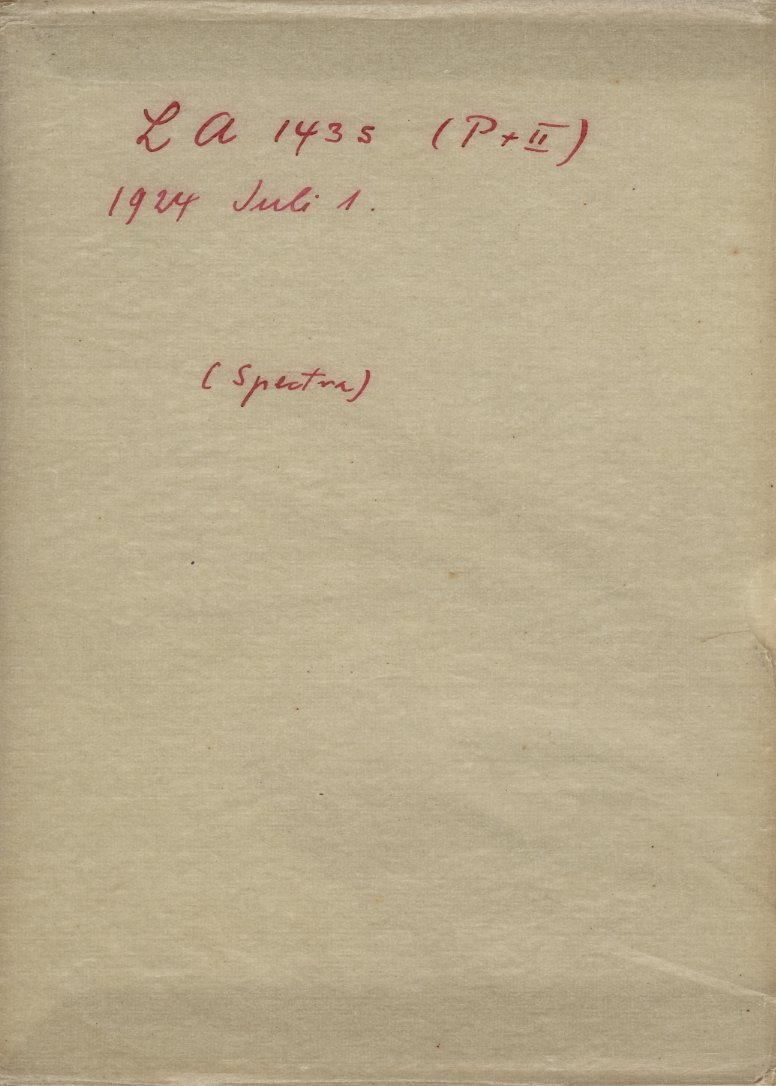 LA 1435 (P+II)
1924 Juli 1.
(Spectra)